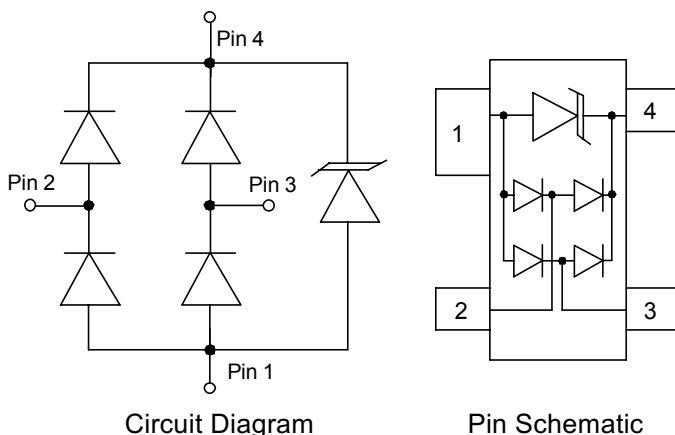 Pin 4
Pin 2
Pin 3
Pin 1
Circuit Diagram
1
4
2
3
Pin Schematic